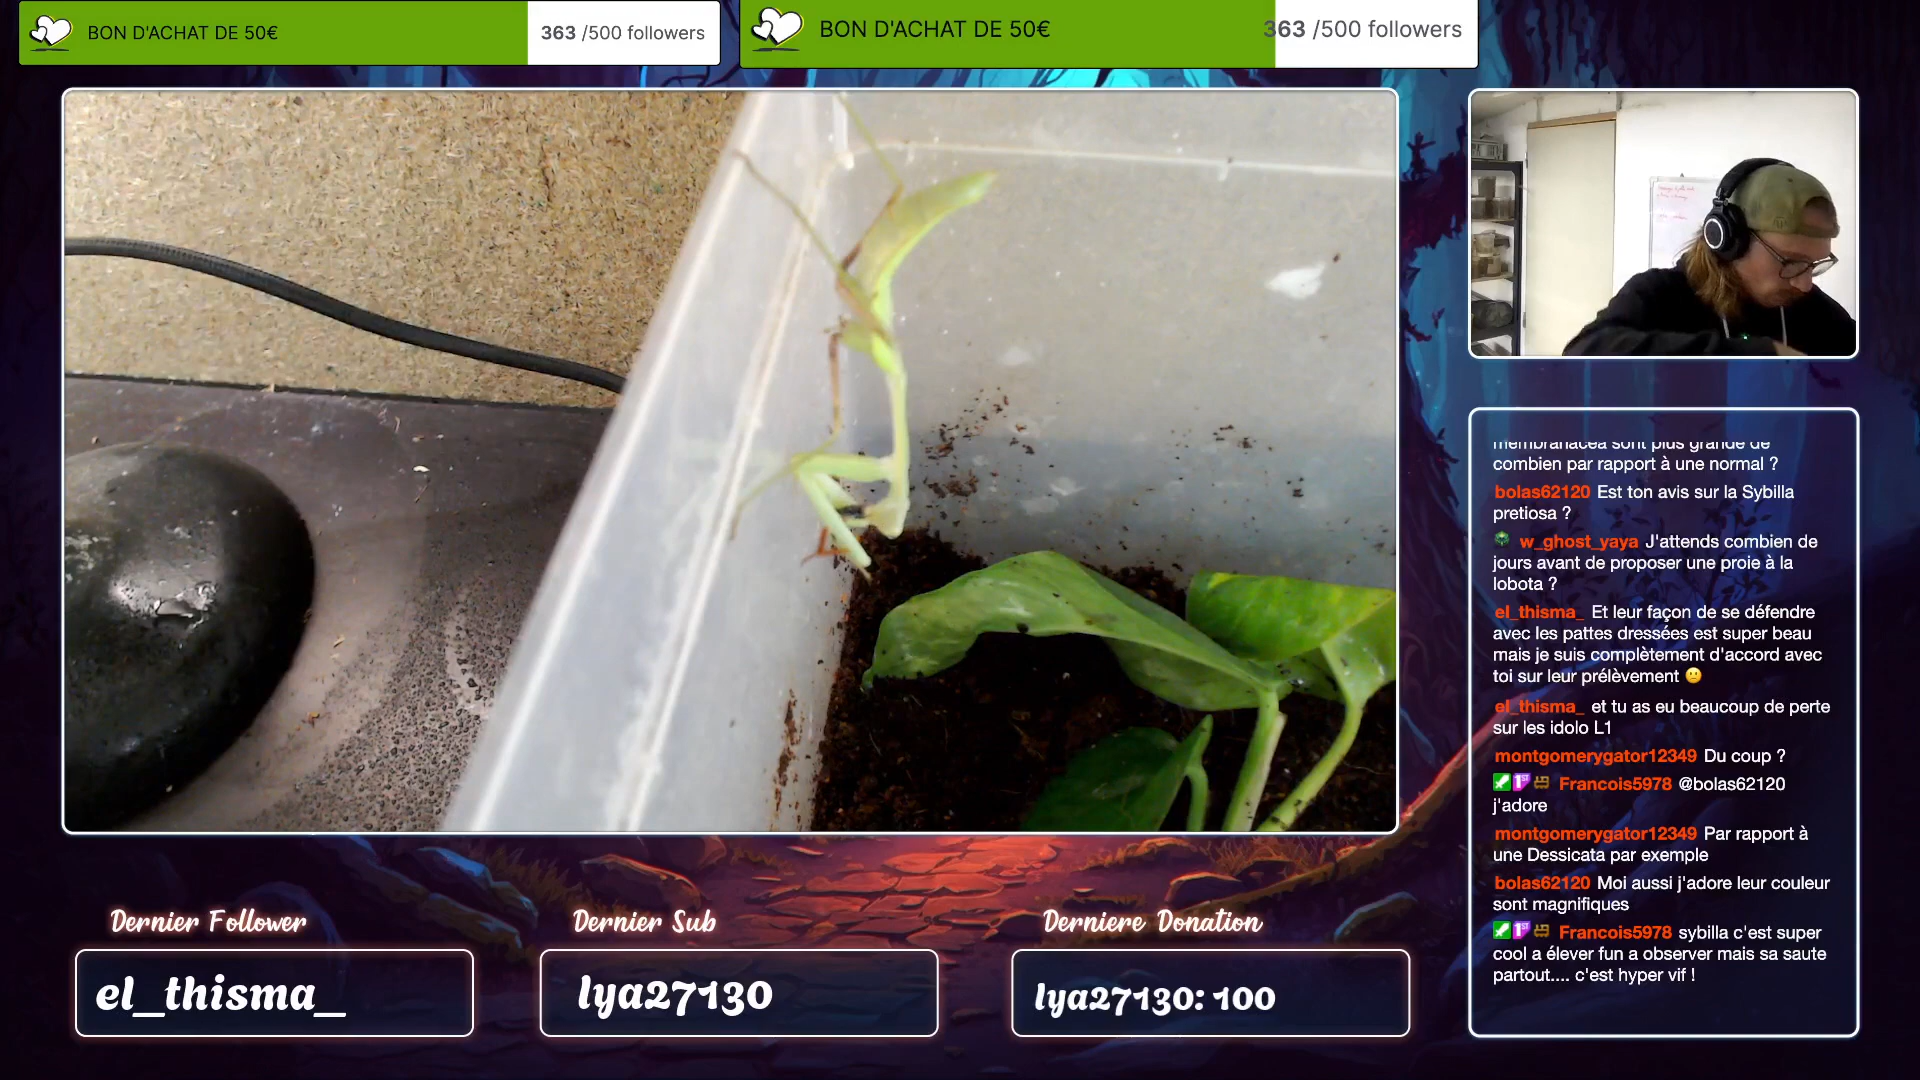 BON D'ACHAT DE 50€
363 /500 followers
BON D'ACHAT DE 50€
363 /500 followers
membranacea sont plus grande de
combien par rapport à une normal ?
bolas62120 Est ton avis sur la Sybilla
pretiosa ?
w_ghost_yaya J'attends combien de
jours avant de proposer une proie à la
lobota ?
el_thisma_ Et leur façon de se défendre
avec les pattes dressées est super beau
mais je suis complètement d'accord avec
toi sur leur prélèvement 🙁
el_thisma_ et tu as eu beaucoup de perte
sur les idolo L1
montgomerygator12349 Du coup ?
Francois5978 @bolas62120
j'adore
montgomerygator12349 Par rapport à
une Dessicata par exemple
bolas62120 Moi aussi j'adore leur couleur
sont magnifiques
Francois5978 sybilla c'est super
cool a élever fun a observer mais sa saute
partout.... c'est hyper vif !
Dernier Follower
el_thisma_
Dernier Sub
lya27130
Derniere Donation
lya27130: 100